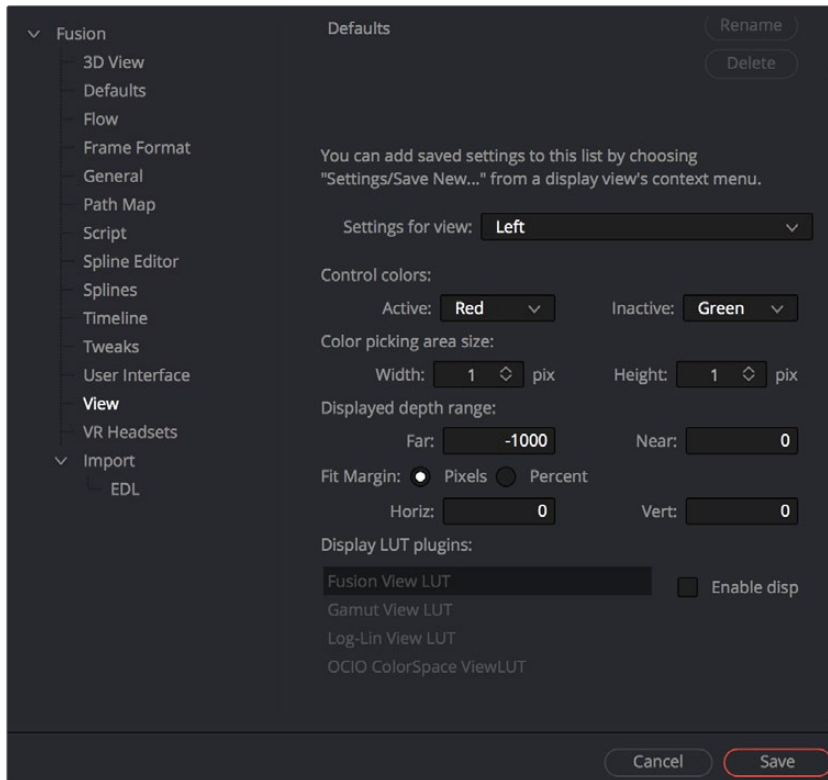 Fusion
3D View
Defaults
Flow
Frame Format
General
Path Map
Script
Spline Editor
Splines
Timeline
Tweaks
User Interface
View
VR Headsets
Import
EDL
Defaults
Rename
Delete
You can add saved settings to this list by choosing
"Settings/Save New..." from a display view's context menu.
Settings for view: Left
Control colors:
Active: Red Inactive: Green
Color picking area size:
Width: 1 pix Height: 1 pix
Displayed depth range:
Far: -1000 Near: 0
Fit Margin: Pixels Percent
Horiz: 0 Vert: 0
Display LUT plugins:
Fusion View LUT
Enable disp
Gamut View LUT
Log-Lin View LUT
OCIO ColorSpace ViewLUT
Cancel Save